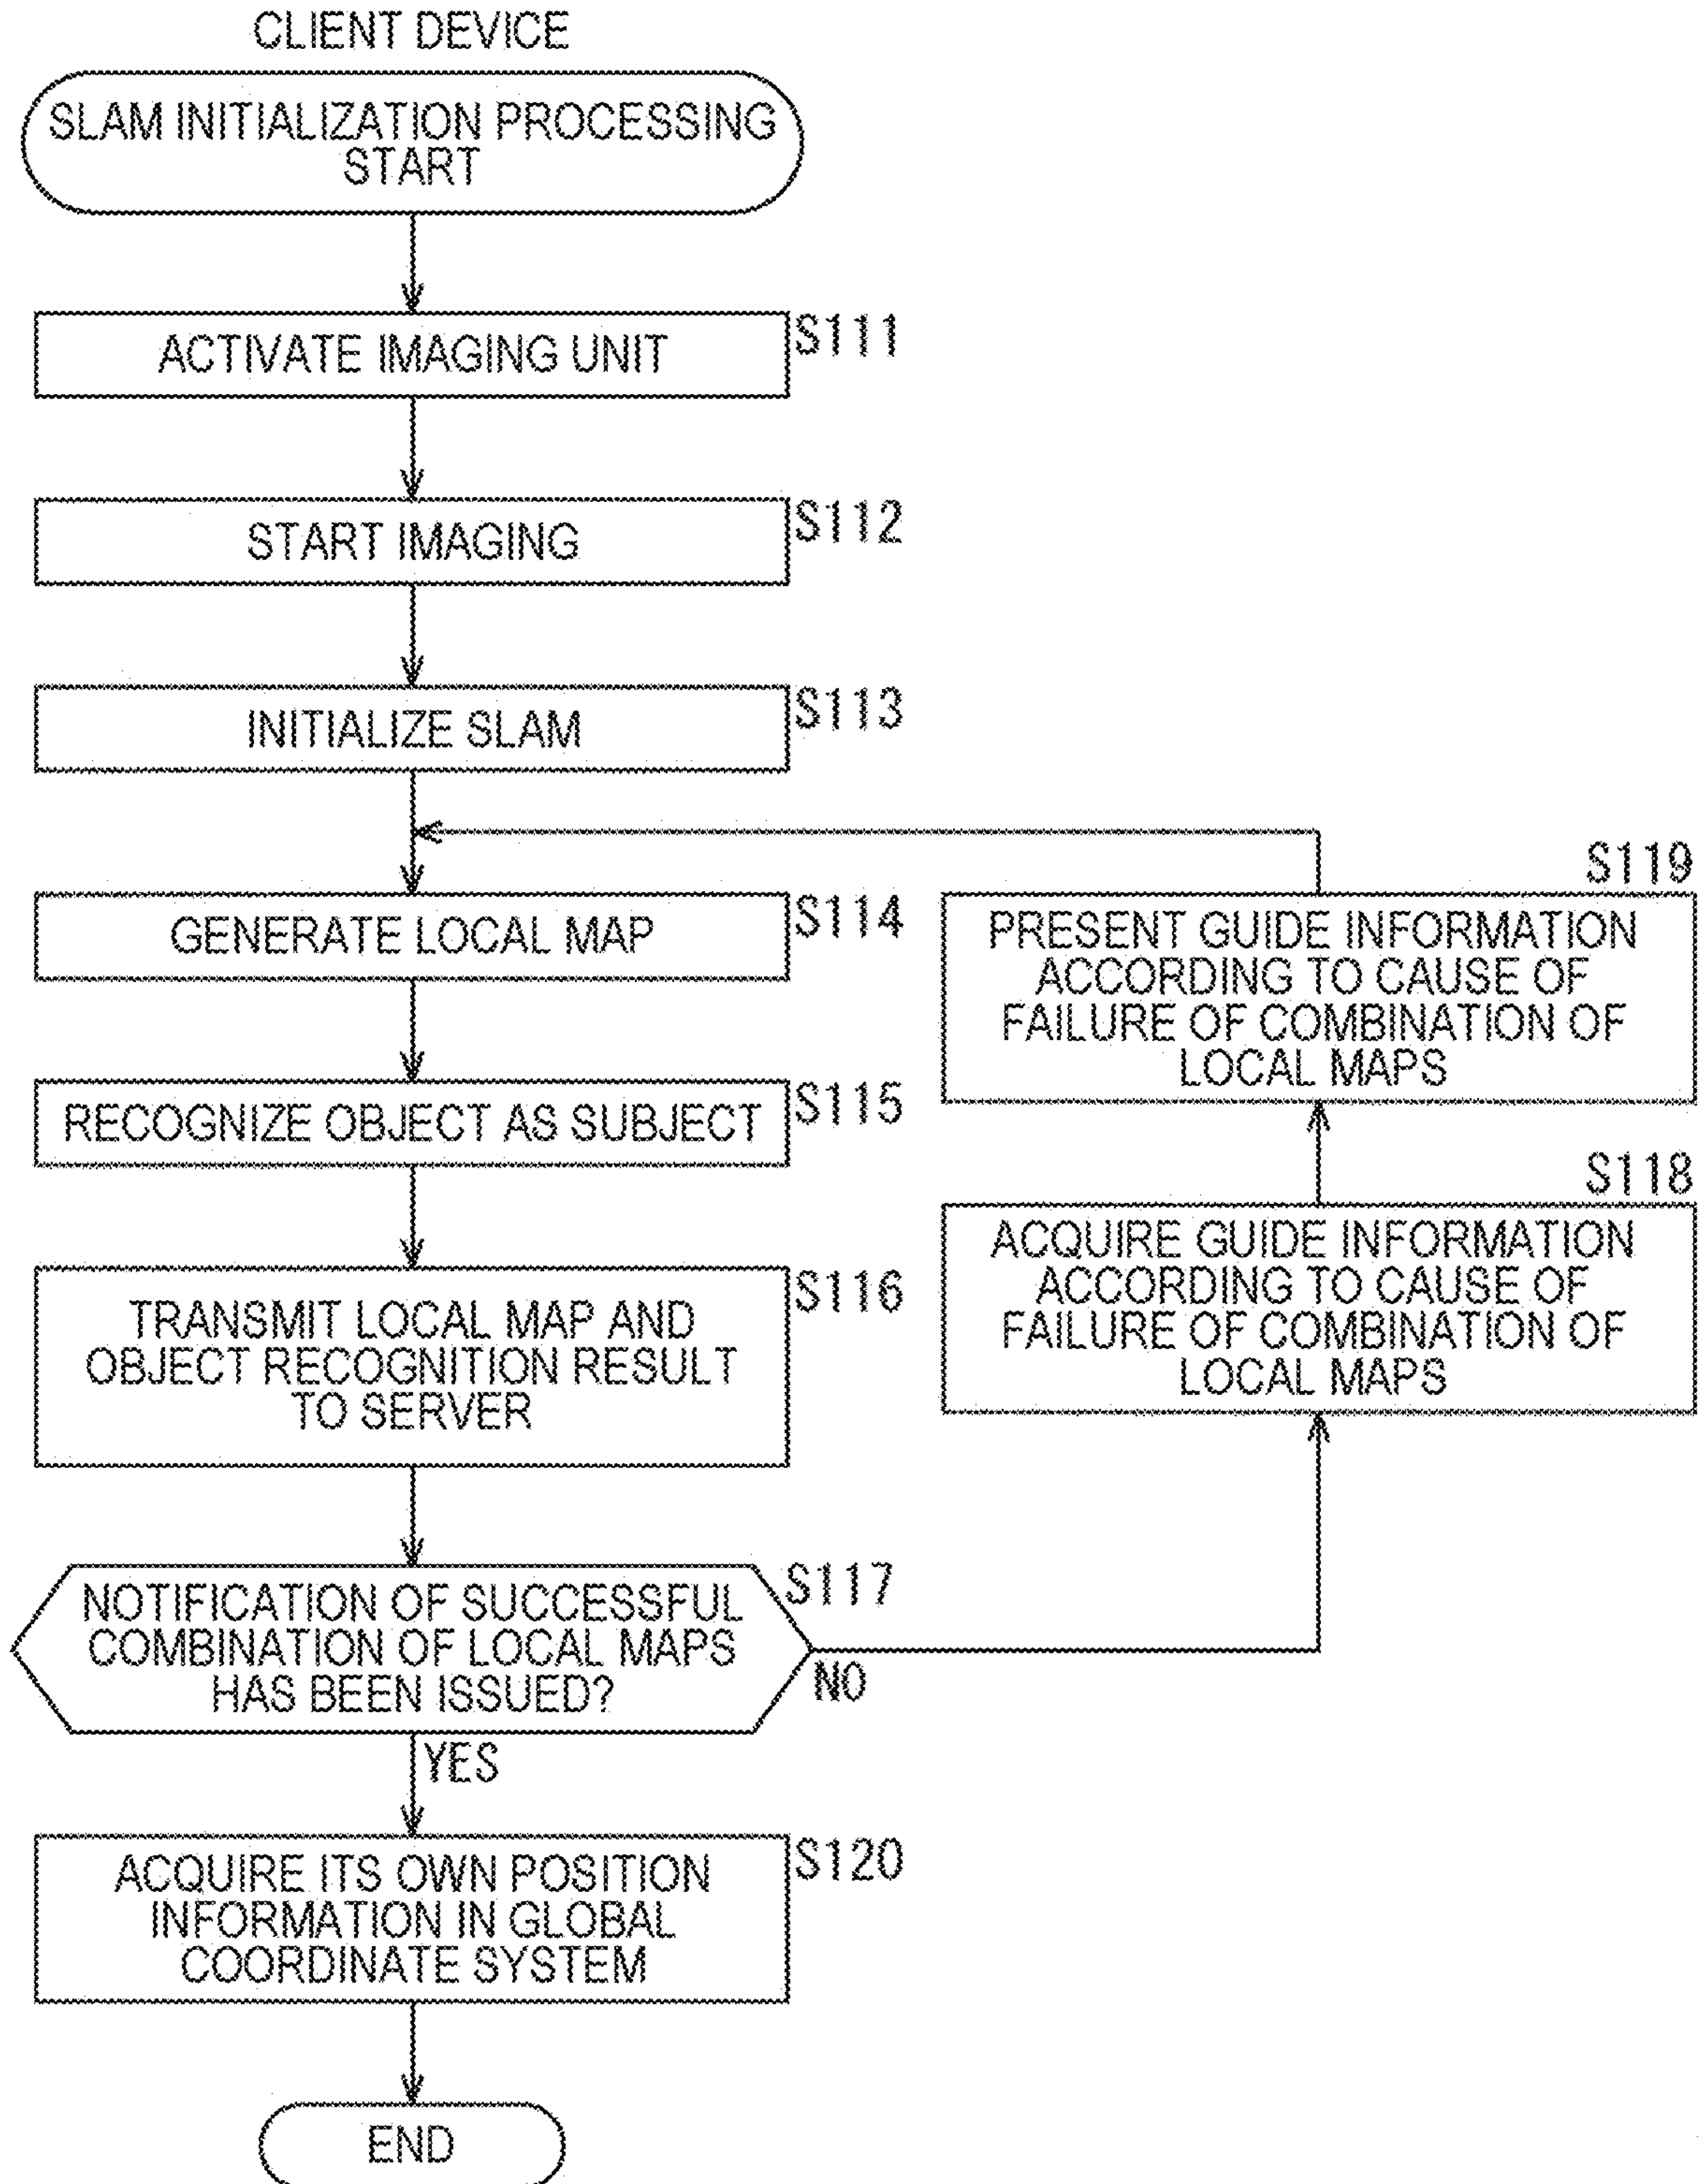 CLIENT DEVICE
SLAM INITIALIZATION PROCESSING
START
S111
ACTIVATE IMAGING UNIT
S112
START IMAGING
S113
INITIALIZE SLAM
S114
GENERATE LOCAL MAP
S115
RECOGNIZE OBJECT AS SUBJECT
S116
TRANSMIT LOCAL MAP AND
OBJECT RECOGNITION RESULT
TO SERVER
S117
NOTIFICATION OF SUCCESSFUL
COMBINATION OF LOCAL MAPS
HAS BEEN ISSUED?
NO
S118
ACQUIRE GUIDE INFORMATION
ACCORDING TO CAUSE OF
FAILURE OF COMBINATION OF
LOCAL MAPS
S119
PRESENT GUIDE INFORMATION
ACCORDING TO CAUSE OF
FAILURE OF COMBINATION OF
LOCAL MAPS
YES
S120
ACQUIRE ITS OWN POSITION
INFORMATION IN GLOBAL
COORDINATE SYSTEM
END